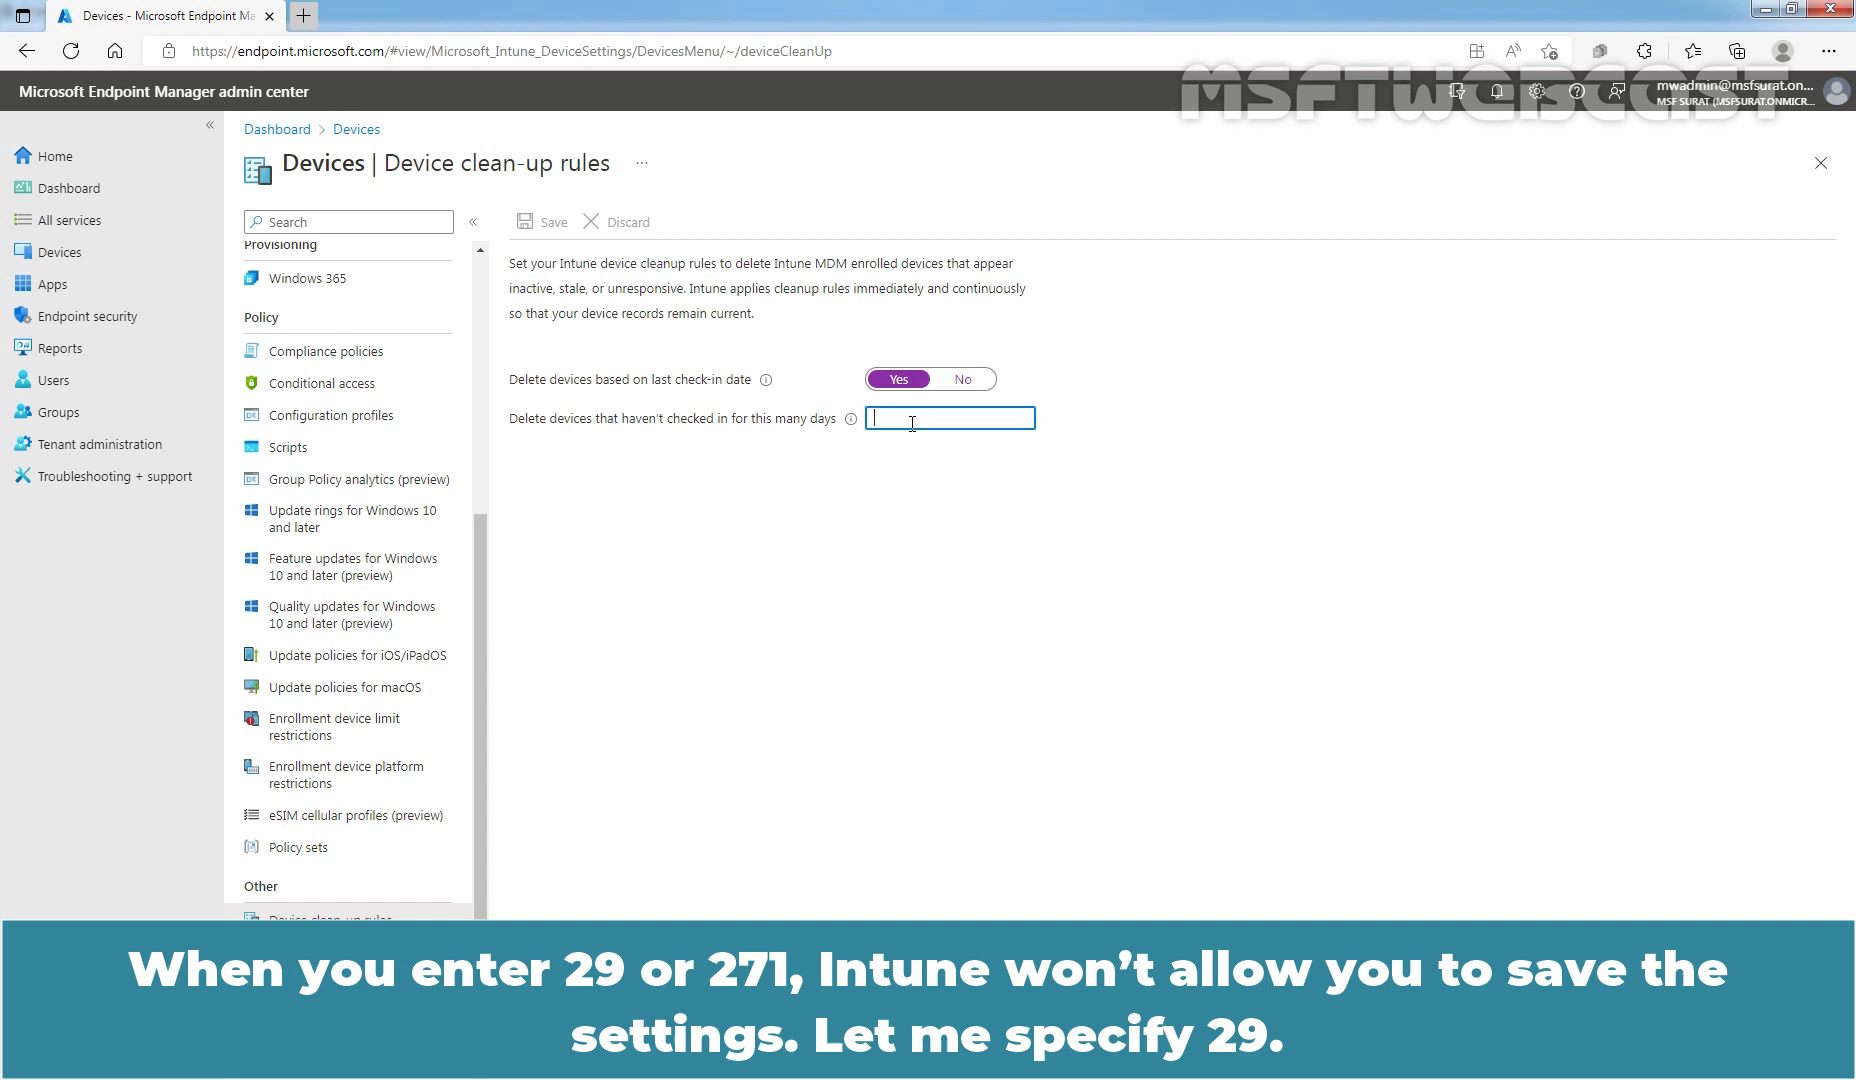 Devices - Microsoft Endpoint Ma
https://endpoint.microsoft.com/#view/Microsoft_Intune_DeviceSettings/DevicesMenu/~/deviceCleanUp
MSFTWEBCAST
Microsoft Endpoint Manager admin center
mwadmin@msfsurat.on...
MSF SURAT (MSFSURAT.ONMICR...
Dashboard > Devices
Devices | Device clean-up rules ...
Home
Dashboard
All services
Devices
Apps
Endpoint security
Reports
Users
Groups
Tenant administration
Troubleshooting + support
Search
Provisioning
Windows 365
Policy
Compliance policies
Conditional access
Configuration profiles
Scripts
Group Policy analytics (preview)
Update rings for Windows 10
and later
Feature updates for Windows
10 and later (preview)
Quality updates for Windows
10 and later (preview)
Update policies for iOS/iPadOS
Update policies for macOS
Enrollment device limit
restrictions
Enrollment device platform
restrictions
eSIM cellular profiles (preview)
Policy sets
Other
Device clean-up rules
Save Discard
Set your Intune device cleanup rules to delete Intune MDM enrolled devices that appear
inactive, stale, or unresponsive. Intune applies cleanup rules immediately and continuously
so that your device records remain current.
Delete devices based on last check-in date Yes No
Delete devices that haven't checked in for this many days
When you enter 29 or 271, Intune won't allow you to save the
settings. Let me specify 29.